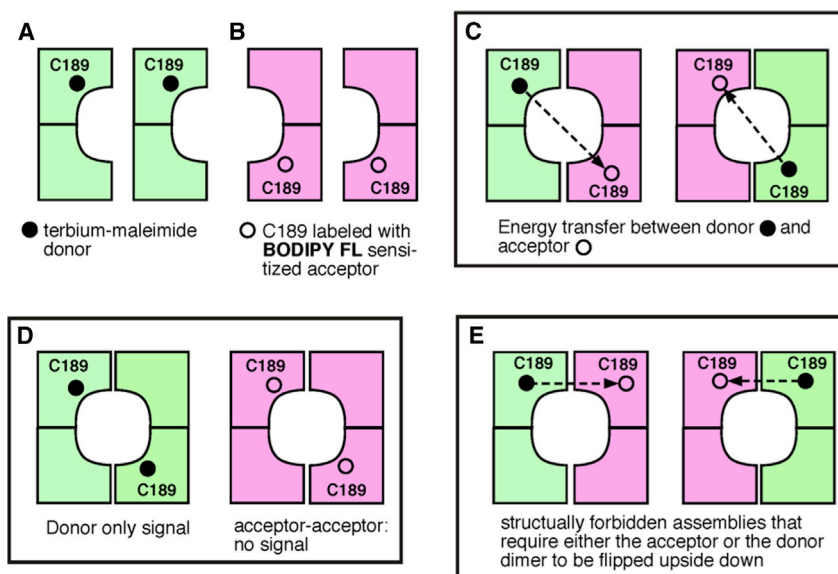 A
B
C
C189
C189
C189
C189
C189
C189
C189
C189
terbium-maleimide
donor
C189 labeled with
BODIPY FL sensi-
tized acceptor
Energy transfer between donor and
acceptor
D
E
C189
C189
C189
C189
C189
C189
C189
C189
Donor only signal
acceptor-acceptor:
no signal
structually forbidden assemblies that
require either the acceptor or the donor
dimer to be flipped upside down